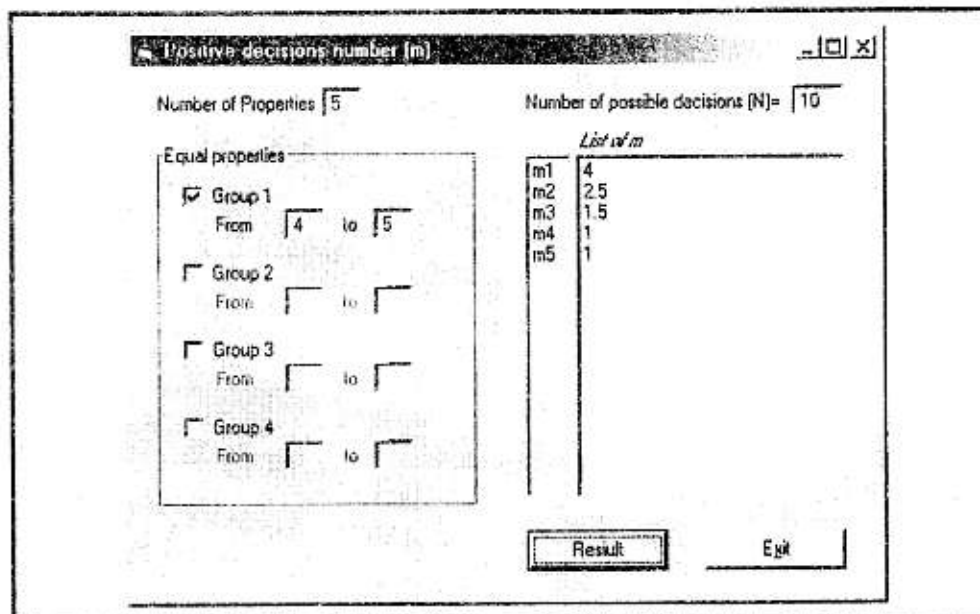 Positive decisions number (m)
Number of Properties 5
Number of possible decisions (N)= 10
Equal properties
Group 1
From 4 to 5
Group 2
From to
Group 3
From to
Group 4
From to
List of m
m1 4
m2 2.5
m3 1.5
m4 1
m5 1
Result
Exit